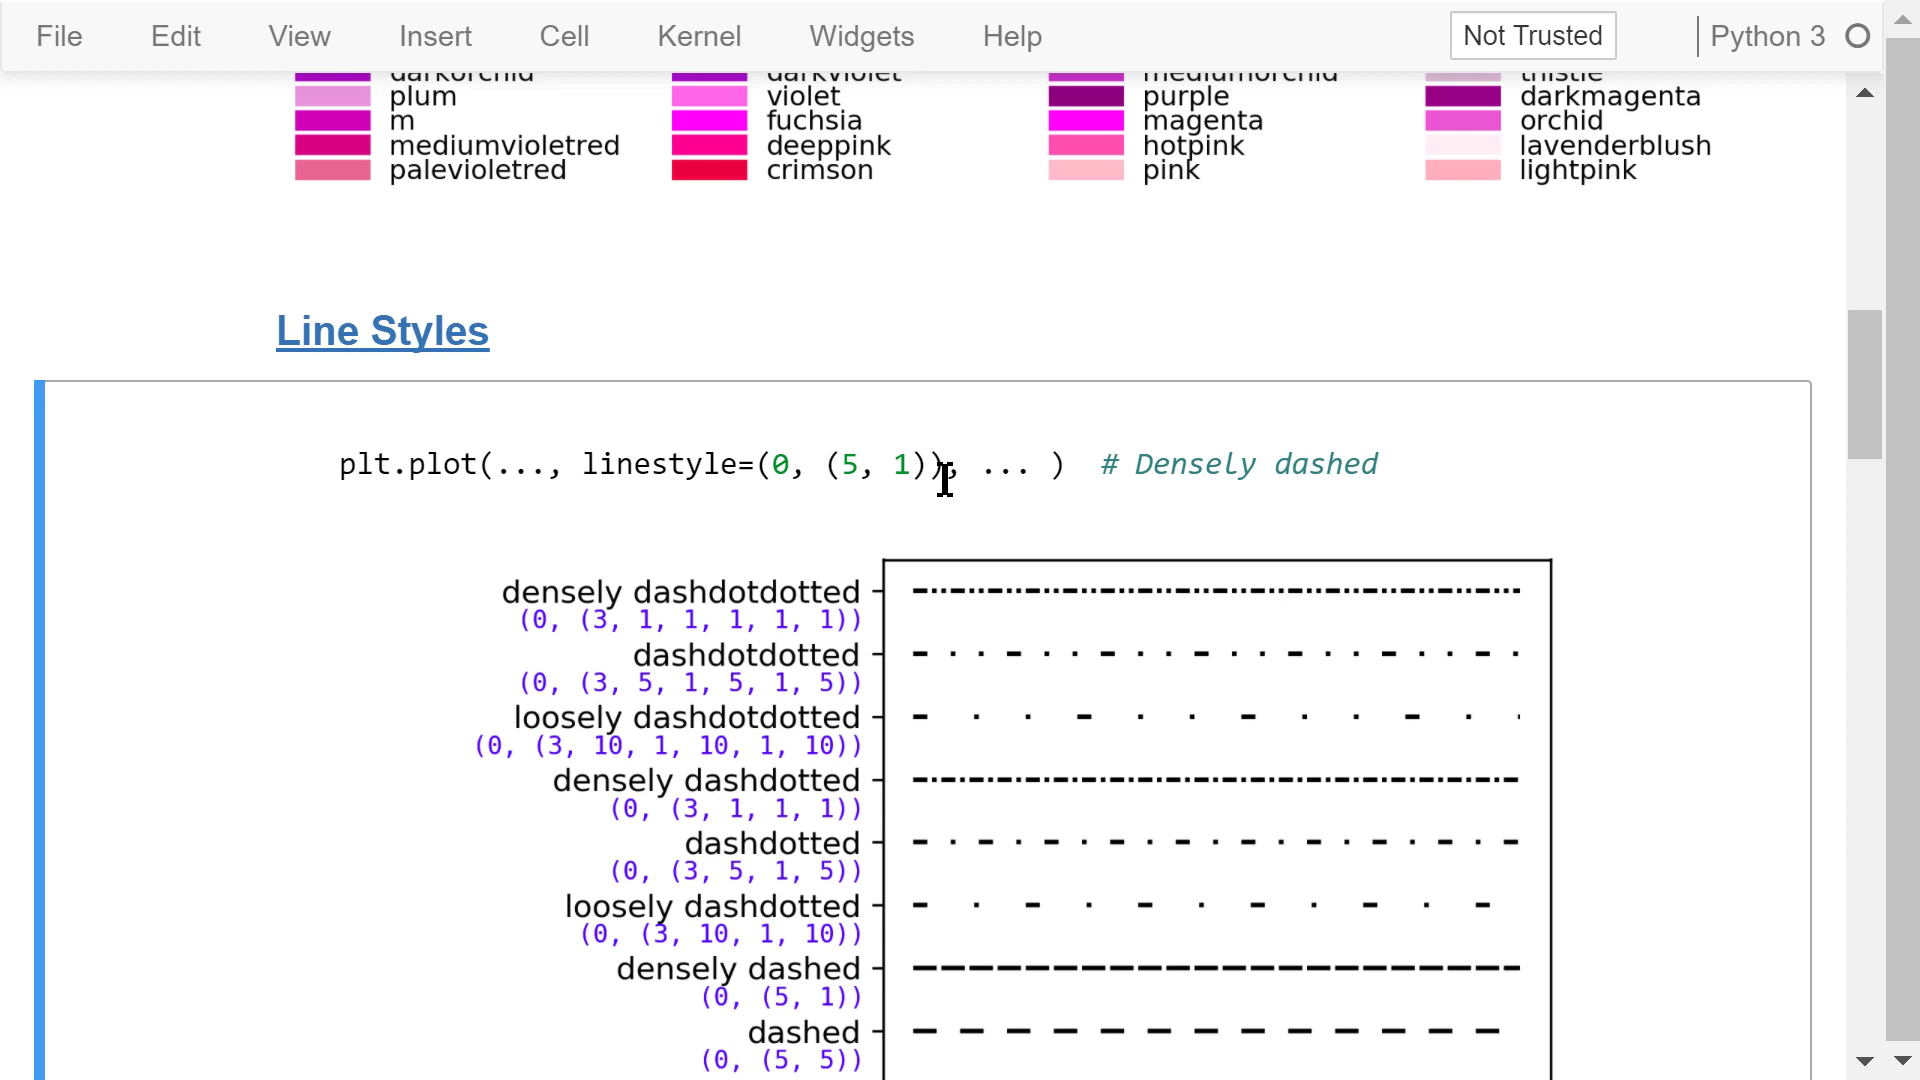 File Edit View Insert Cell Kernel Widgets Help Not Trusted Python 3
darkorchid darkviolet mediumorchid thistle
plum violet purple darkmagenta
m fuchsia magenta orchid
mediumvioletred deeppink hotpink lavenderblush
palevioletred crimson pink lightpink
Line Styles
plt.plot(..., linestyle=(0, (5, 1)), ... )  # Densely dashed
densely dashdotdotted
(0, (3, 1, 1, 1, 1, 1))
dashdotdotted
(0, (3, 5, 1, 5, 1, 5))
loosely dashdotdotted
(0, (3, 10, 1, 10, 1, 10))
densely dashdotted
(0, (3, 1, 1, 1))
dashdotted
(0, (3, 5, 1, 5))
loosely dashdotted
(0, (3, 10, 1, 10))
densely dashed
(0, (5, 1))
dashed
(0, (5, 5))